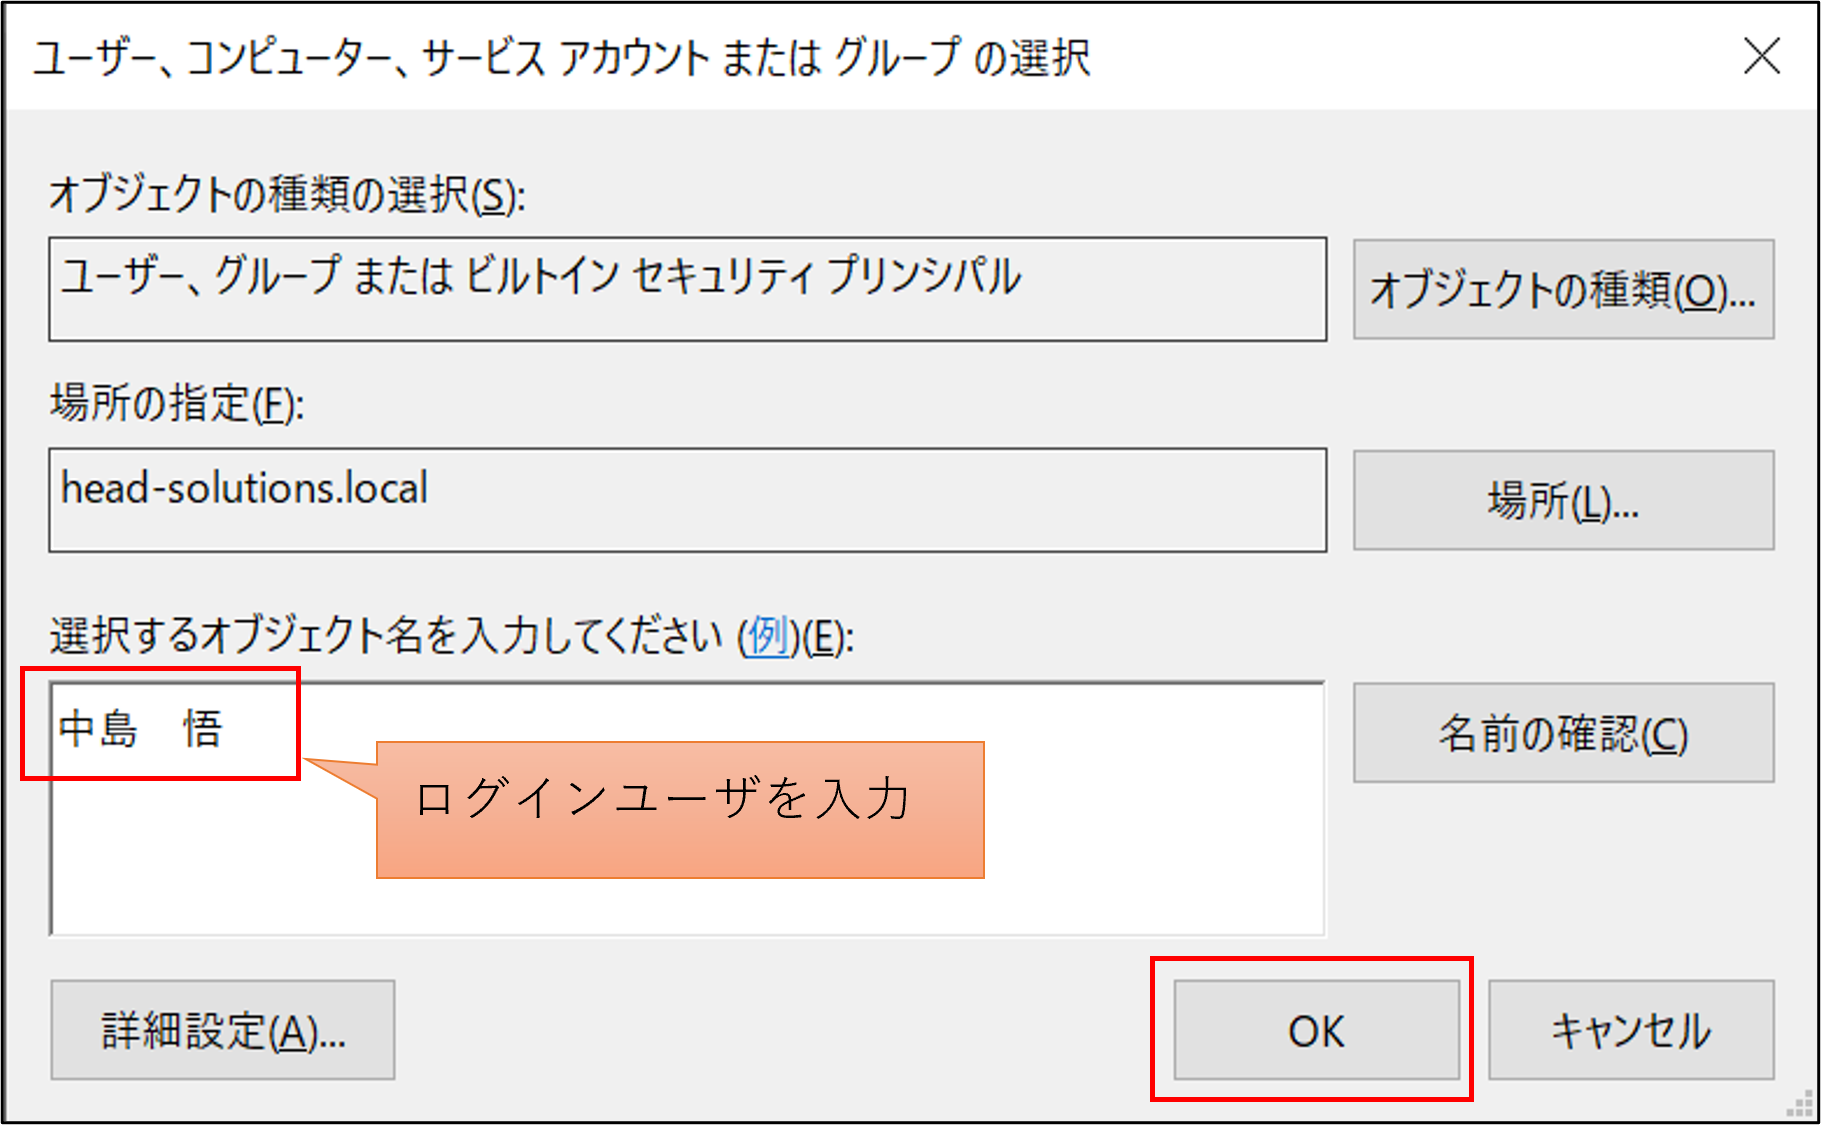 ユーザー、コンピューター、サービス アカウント または グループ の選択
オブジェクトの種類の選択(S):
ユーザー、グループ または ビルトイン セキュリティ プリンシパル
オブジェクトの種類(O)...
場所の指定(F):
head-solutions.local
場所(L)...
選択するオブジェクト名を入力してください (例)(E):
中島　悟
名前の確認(C)
ログインユーザを入力
詳細設定(A)...
OK
キャンセル